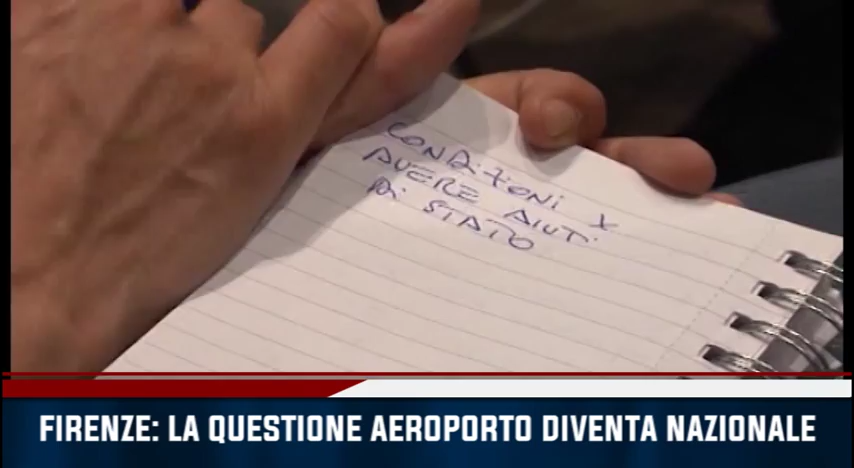 CONDIZIONI X
AVERE AIUTI
DI STATO
FIRENZE: LA QUESTIONE AEROPORTO DIVENTA NAZIONALE